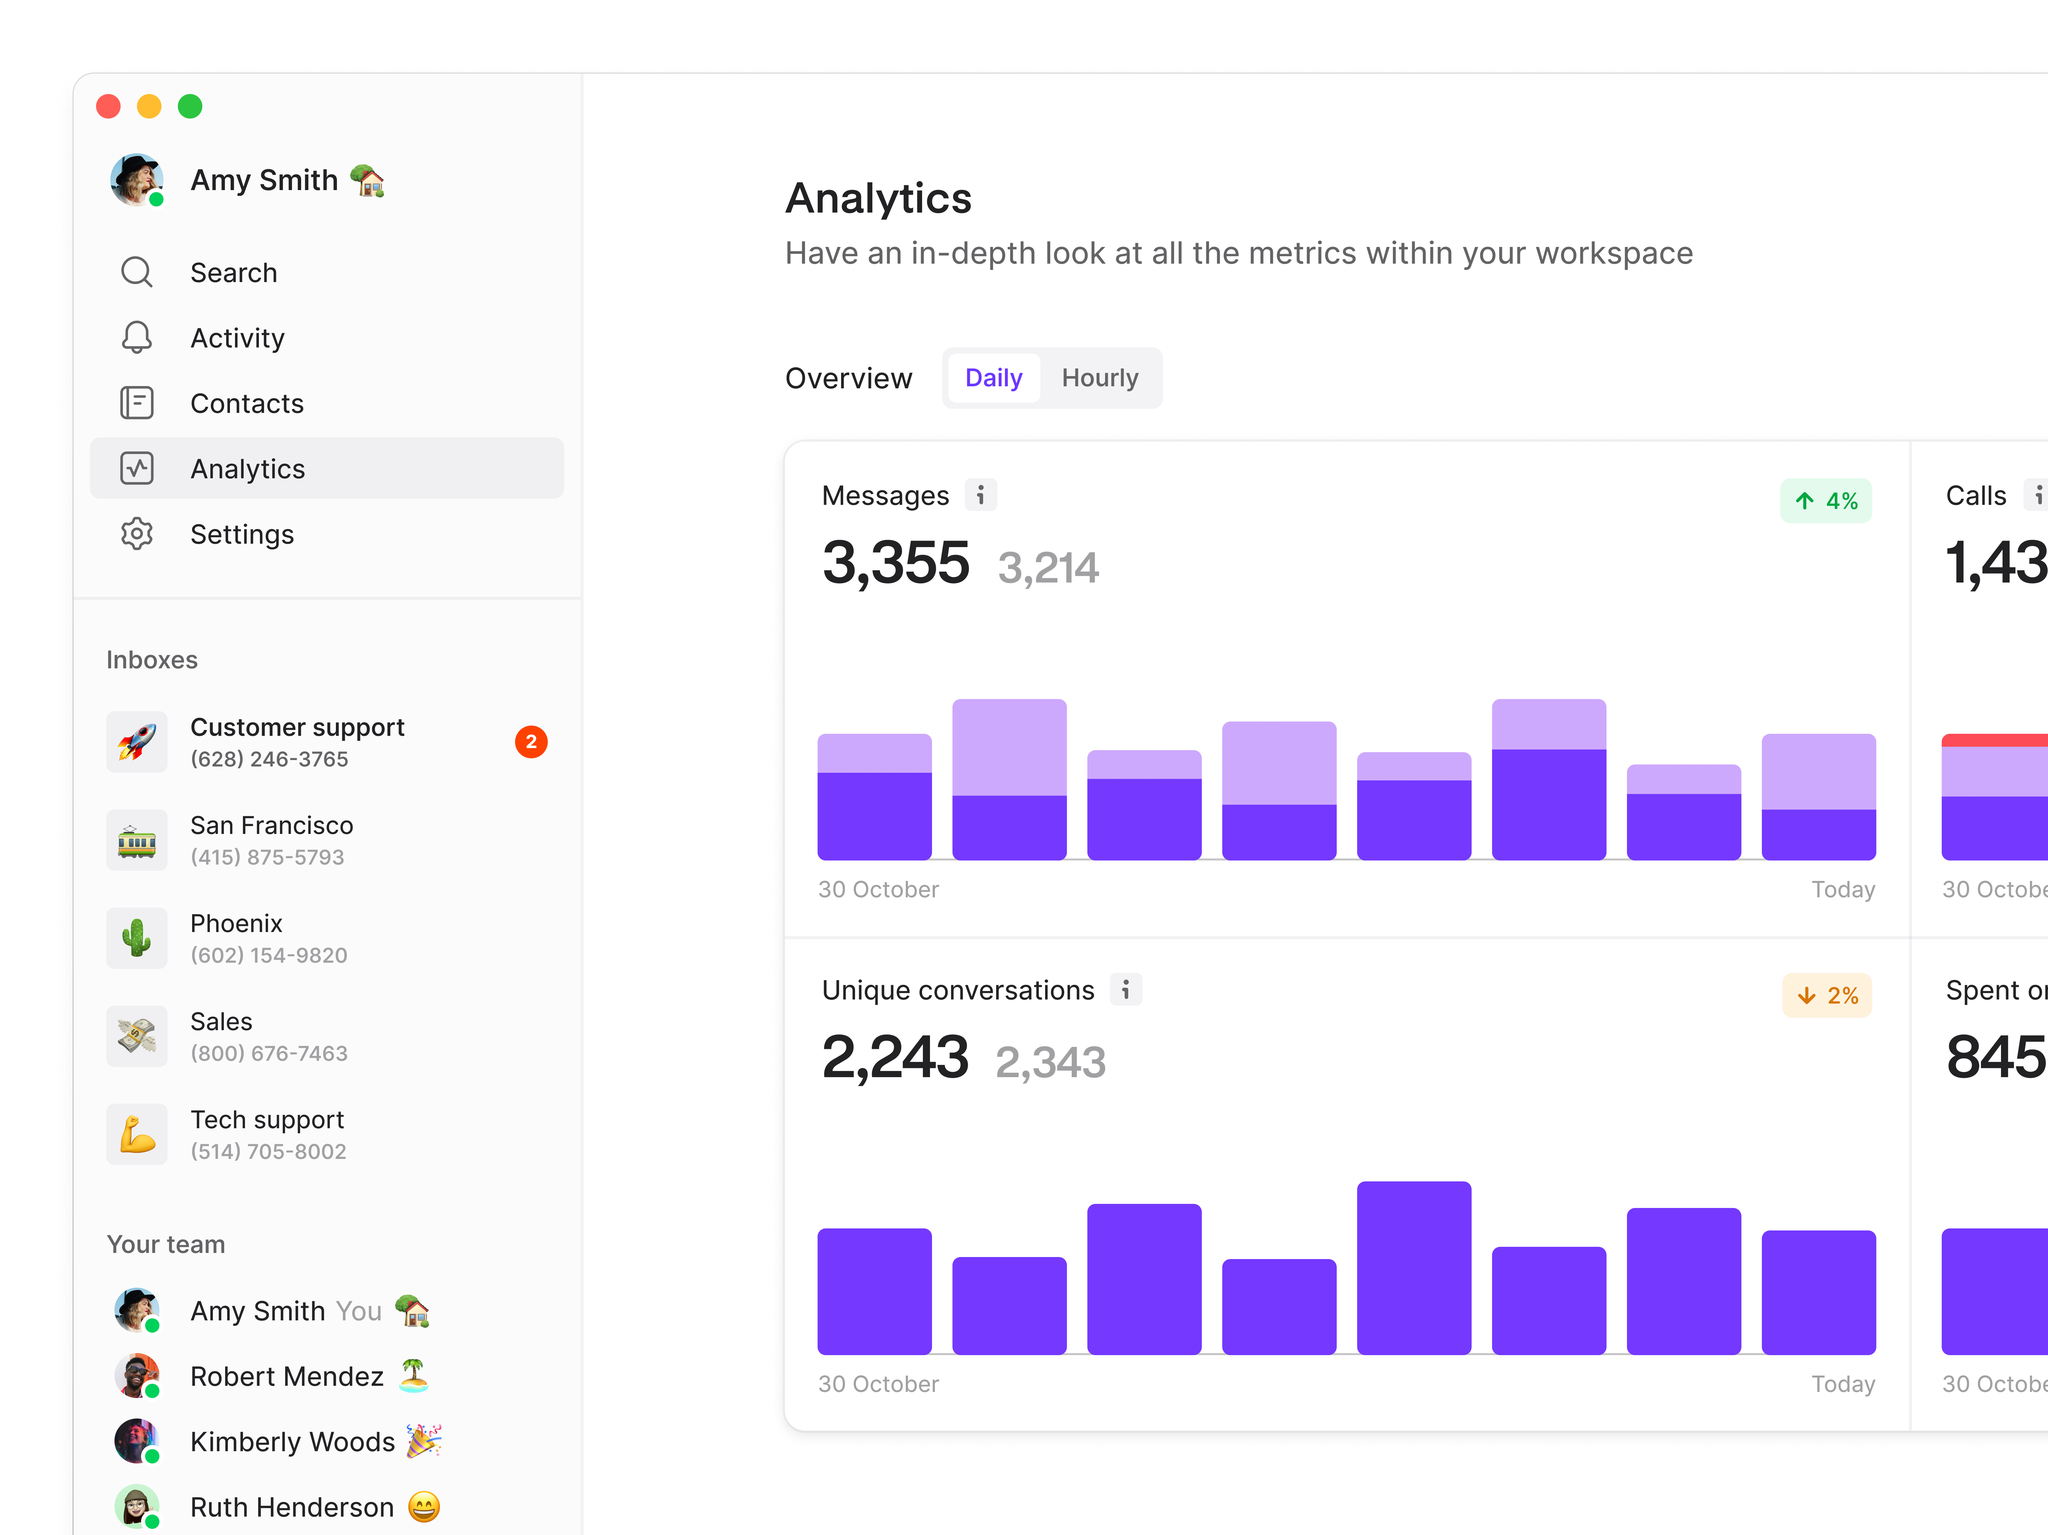 Amy Smith
Search
Activity
Contacts
Analytics
Settings
Inboxes
Customer support
(628) 246-3765
2
San Francisco
(415) 875-5793
Phoenix
(602) 154-9820
Sales
(800) 676-7463
Tech support
(514) 705-8002
Your team
Amy Smith You
Robert Mendez
Kimberly Woods
Ruth Henderson
Analytics
Have an in-depth look at all the metrics within your workspace
Overview Daily Hourly
Messages
4%
3,355 3,214
30 October Today
Calls
1,43
30 Octobe
Unique conversations
2%
2,243 2,343
30 October Today
Spent
845
30 Octobe